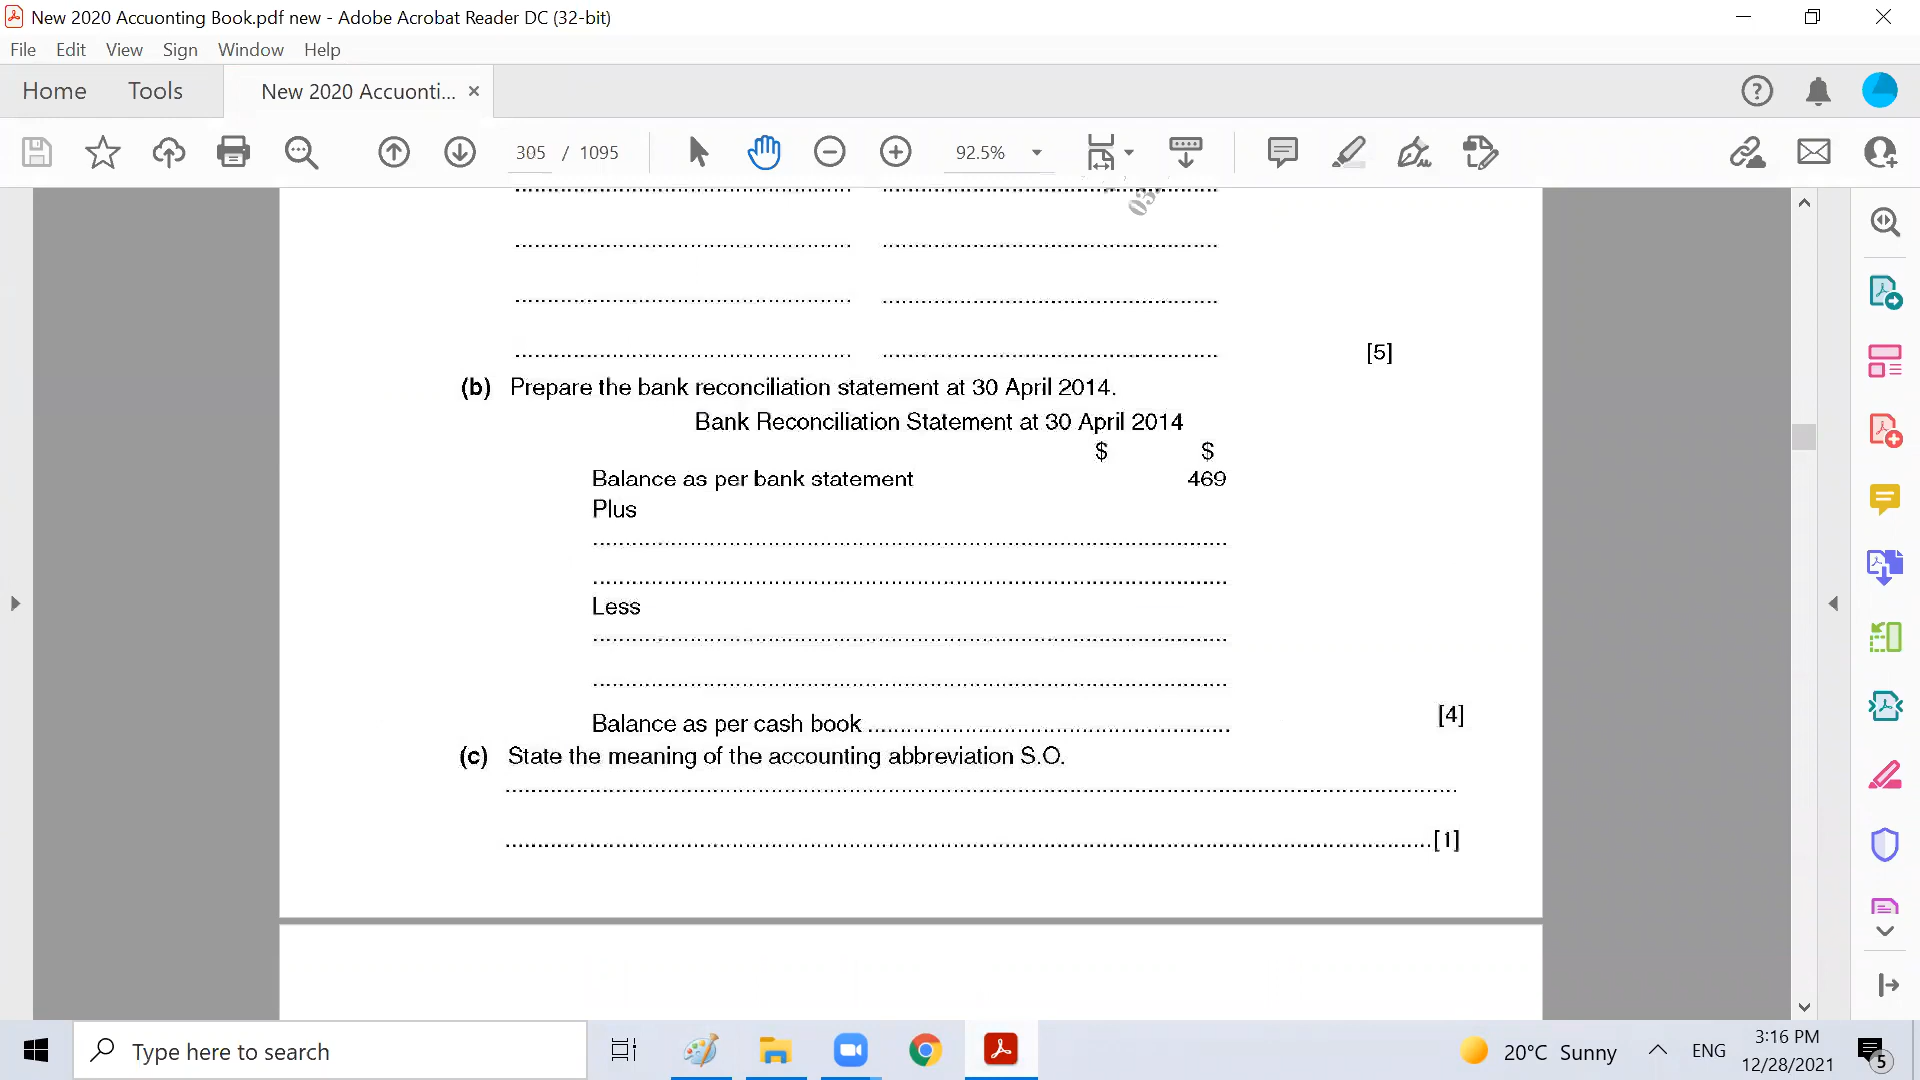 New 2020 Accuonting Book.pdf new - Adobe Acrobat Reader DC (32-bit)
File Edit View Sign Window Help
Home Tools New 2020 Accuonti... ×
305 / 1095 92.5%
[5]
(b) Prepare the bank reconciliation statement at 30 April 2014.
Bank Reconciliation Statement at 30 April 2014
$ $
Balance as per bank statement 469
Plus
Less
Balance as per cash book ........................................................ [4]
(c) State the meaning of the accounting abbreviation S.O.
[1]
Type here to search
20°C Sunny
ENG
3:16 PM
12/28/2021
5